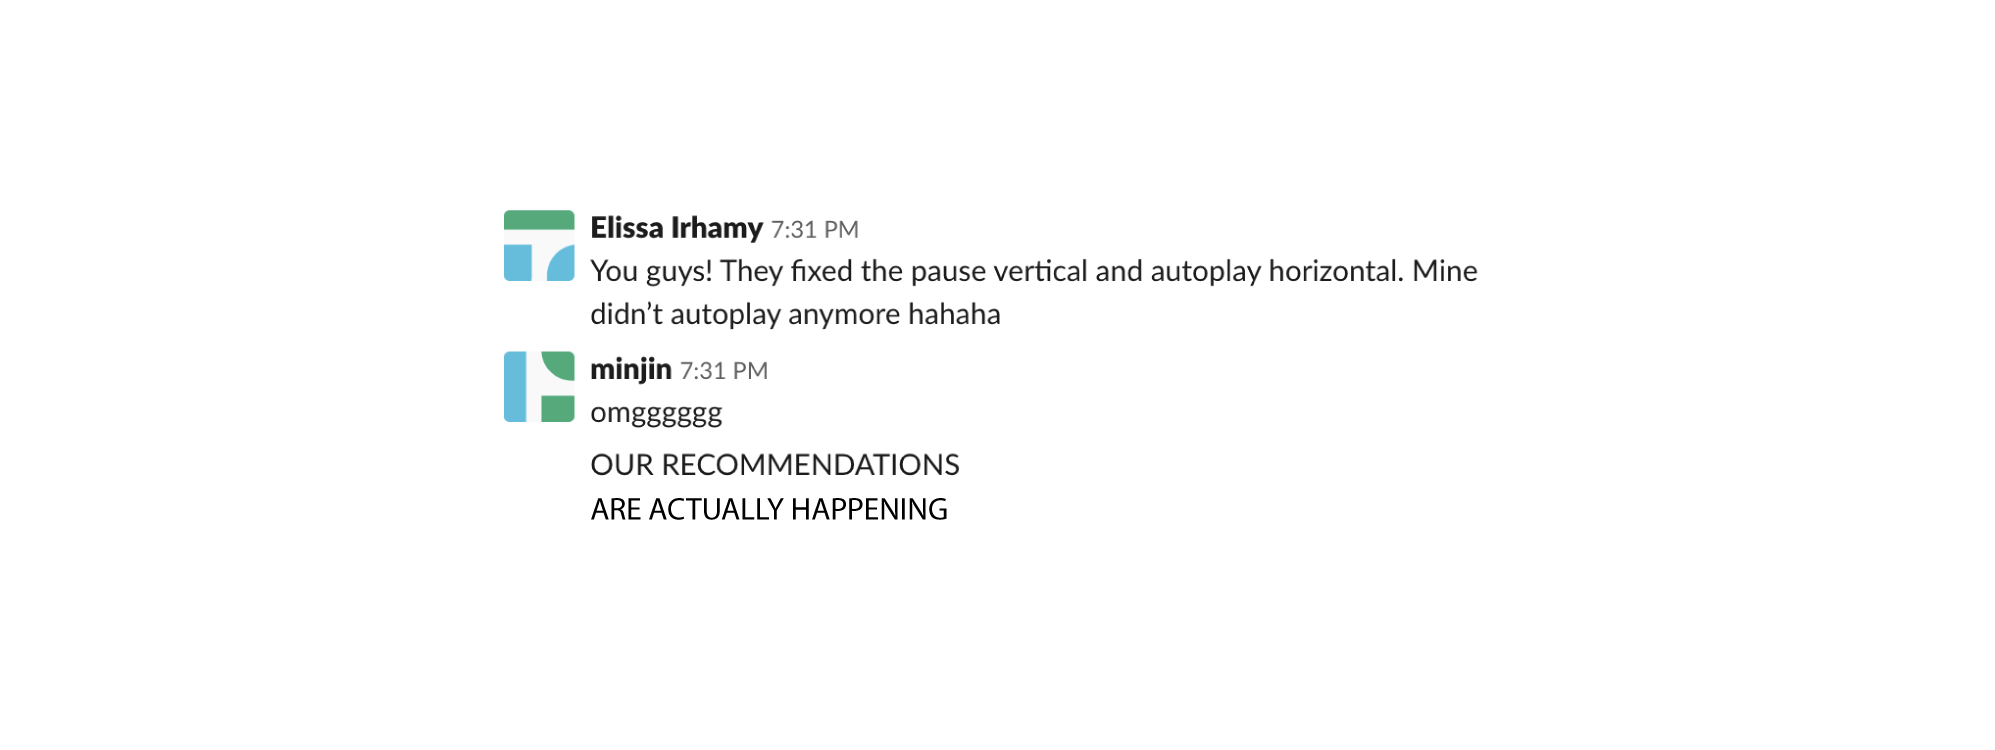 Elissa Irhamy 7:31 PM
You guys! They fixed the pause vertical and autoplay horizontal. Mine
didn’t autoplay anymore hahaha
minjin 7:31 PM
omgggggg
OUR RECOMMENDATIONS
ARE ACTUALLY HAPPENING